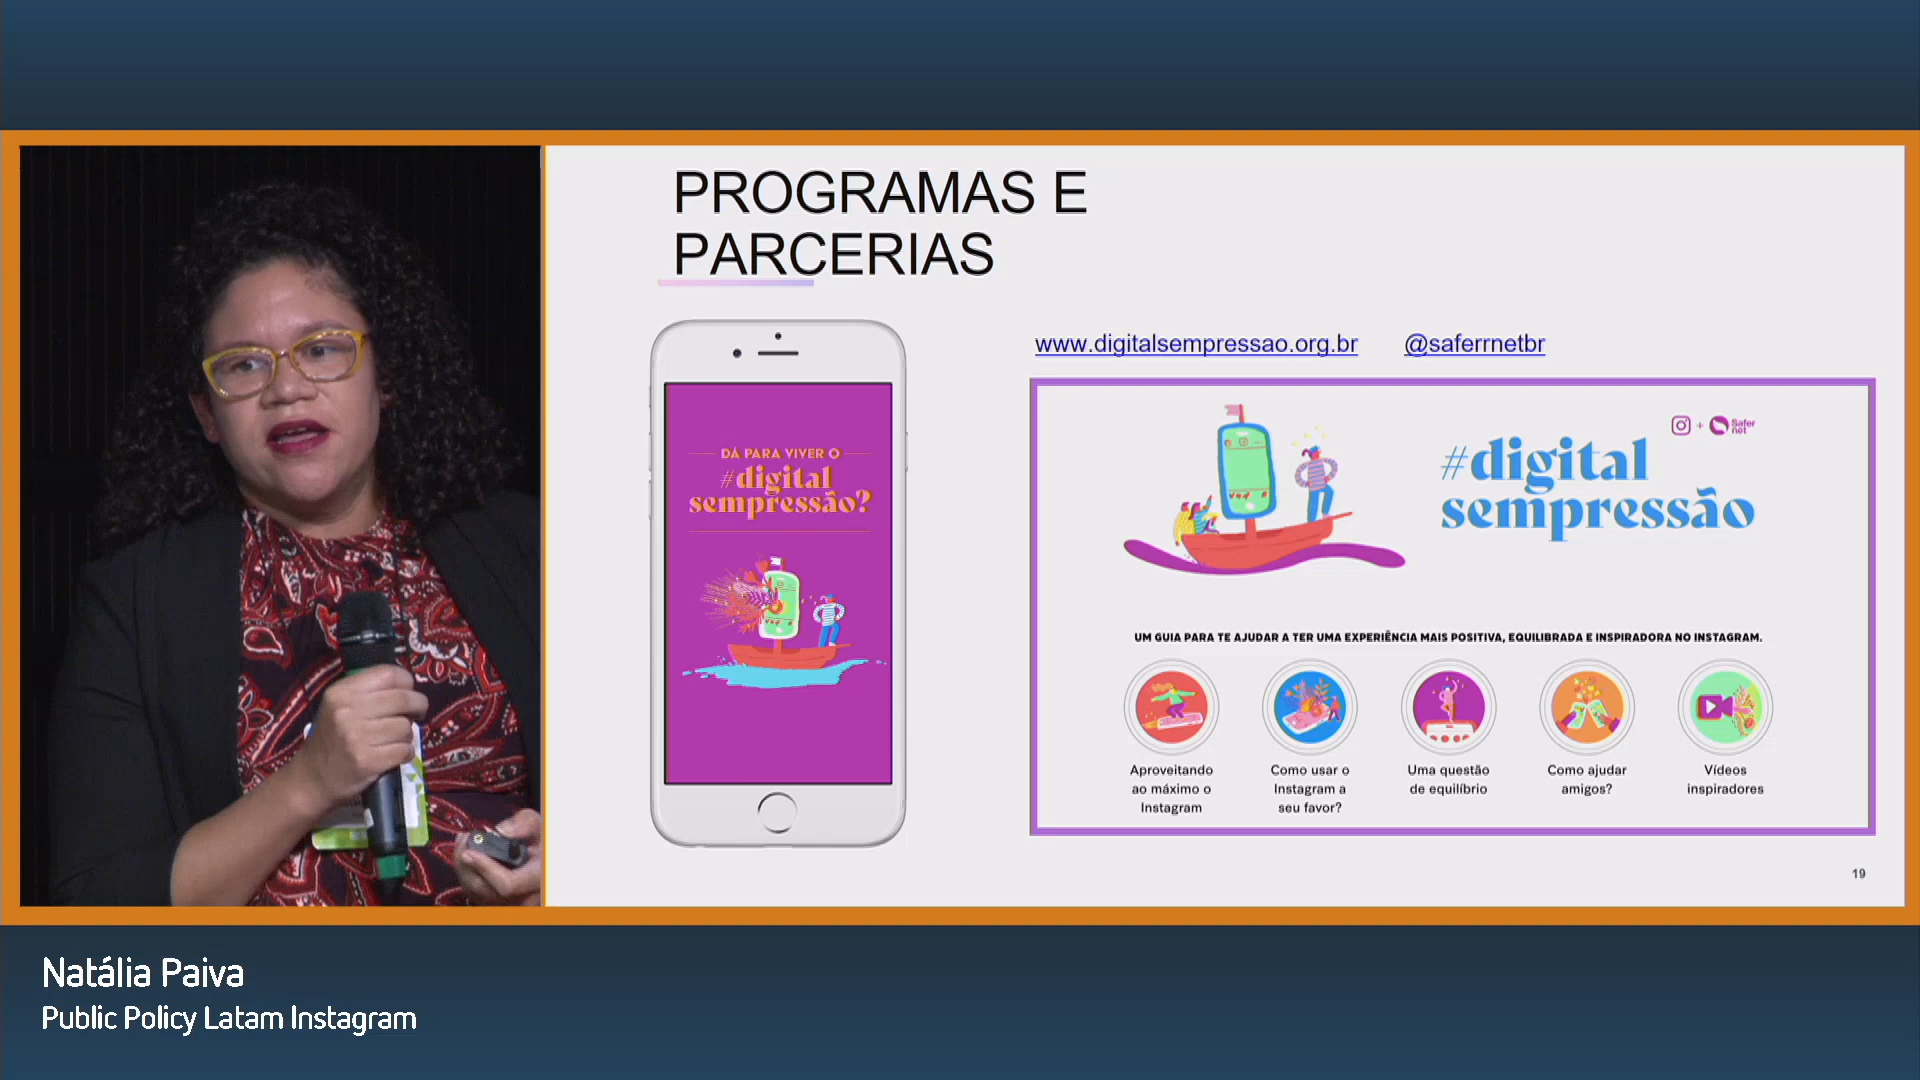 PROGRAMAS E
PARCERIAS
www.digitalsempressao.org.br @saferrnetbr
DÁ PARA VIVER O
#digital
sempressão?
+ Safer
net
#digital
sempressão
UM GUIA PARA TE AJUDAR A TER UMA EXPERIÊNCIA MAIS POSITIVA, EQUILIBRADA E INSPIRADORA NO INSTAGRAM.
Aproveitando
ao máximo o
Instagram
Como usar o
Instagram a
seu favor?
Uma questão
de equilíbrio
Como ajudar
amigos?
Vídeos
inspiradores
19
Natália Paiva
Public Policy Latam Instagram